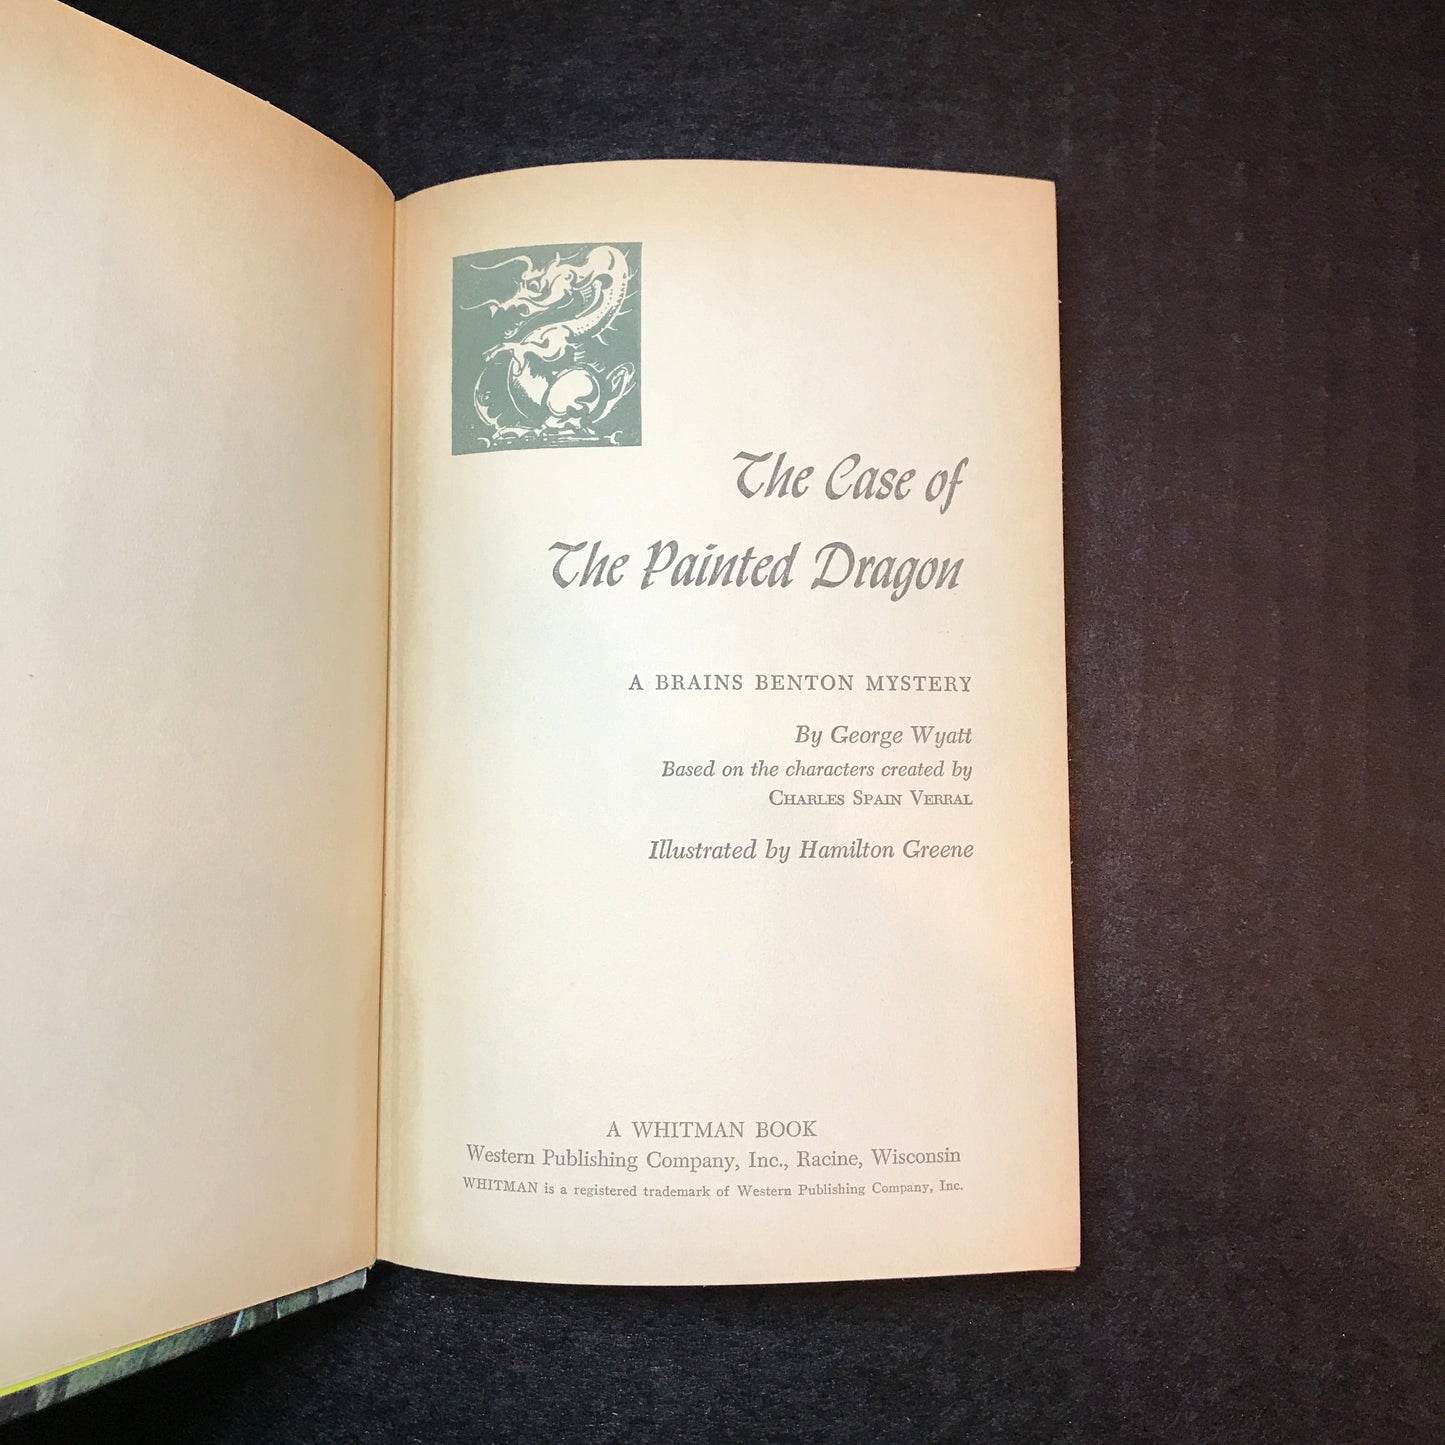 The Case of
The Painted Dragon
A BRAINS BENTON MYSTERY
By George Wyatt
Based on the characters created by
CHARLES SPAIN VERRAL
Illustrated by Hamilton Greene
A WHITMAN BOOK
Western Publishing Company, Inc., Racine, Wisconsin
WHITMAN is a registered trademark of Western Publishing Company, Inc.